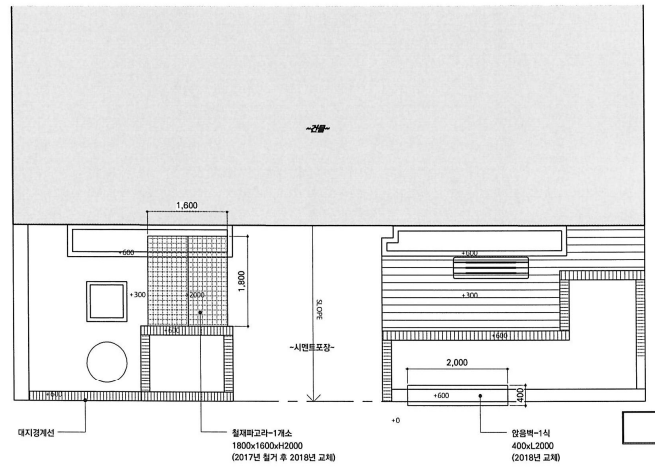 ~건물~
1,600
+600
+600
1,800
+300
+2000
+300
SLOPE
+600
+600
~시멘트포장~
2,000
+600
+600
400
+0
대지경계선
철재파고라-1개소
1800x1600xH2000
(2017년 철거 후 2018년 교체)
앉음벽-1식
400xL2000
(2018년 교체)